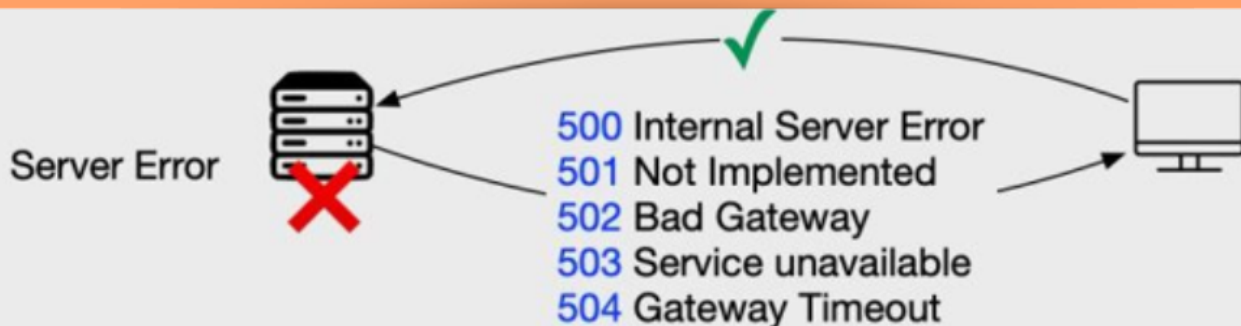 Server Error
500 Internal Server Error
501 Not Implemented
502 Bad Gateway
503 Service unavailable
504 Gateway Timeout